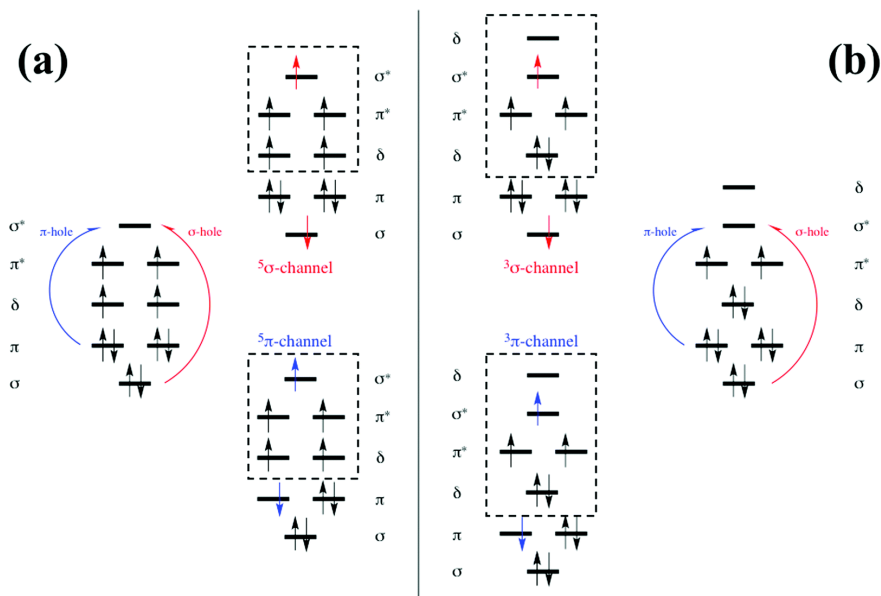 (a)
σ*
π*
δ
π
σ
σ*
π-hole
σ-hole
π*
δ
π
σ
⁵σ-channel
⁵π-channel
σ*
π*
δ
π
σ
(b)
δ
σ*
π*
δ
π
σ
³σ-channel
³π-channel
δ
σ*
π*
δ
π
σ
δ
σ*
π-hole
σ-hole
π*
δ
π
σ